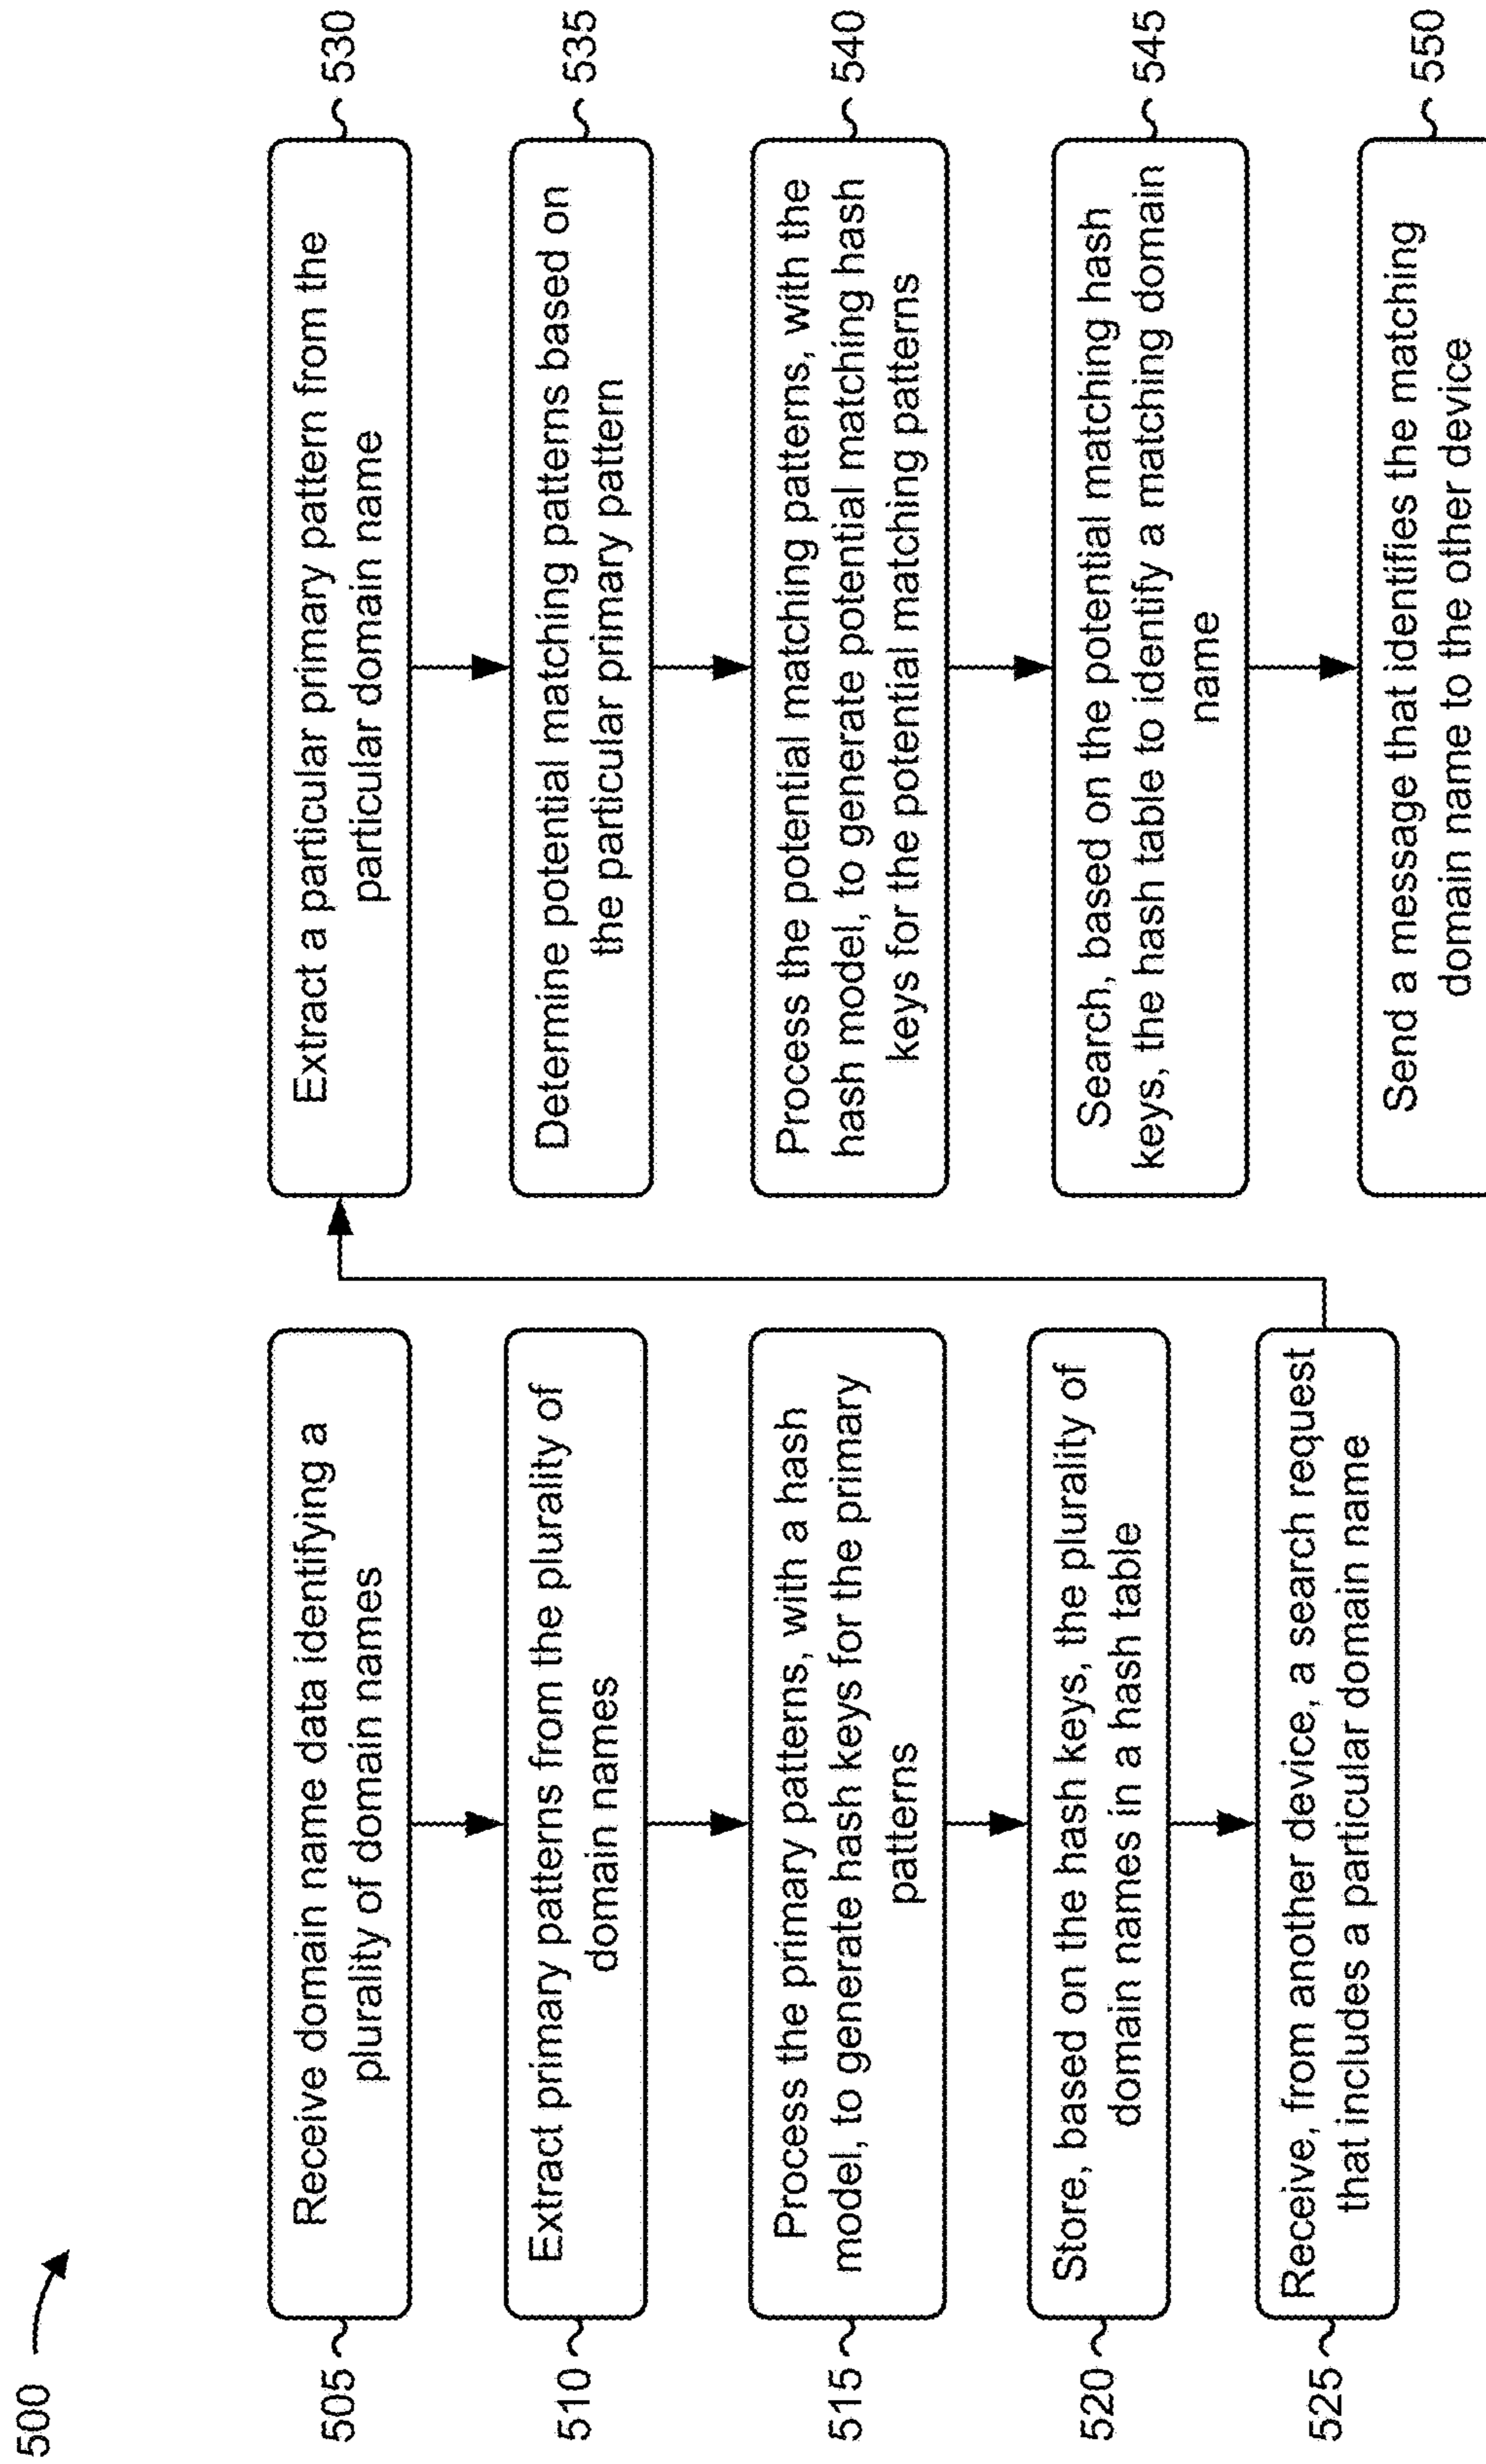 500
505
Receive domain name data identifying a
plurality of domain names
510
Extract primary patterns from the plurality of
domain names
515
Process the primary patterns, with a hash
model, to generate hash keys for the primary
patterns
520
Store, based on the hash keys, the plurality of
domain names in a hash table
525
Receive, from another device, a search request
that includes a particular domain name
530
Extract a particular primary pattern from the
particular domain name
535
Determine potential matching patterns based on
the particular primary pattern
540
Process the potential matching patterns, with the
hash model, to generate potential matching hash
keys for the potential matching patterns
545
Search, based on the potential matching hash
keys, the hash table to identify a matching domain
name
550
Send a message that identifies the matching
domain name to the other device